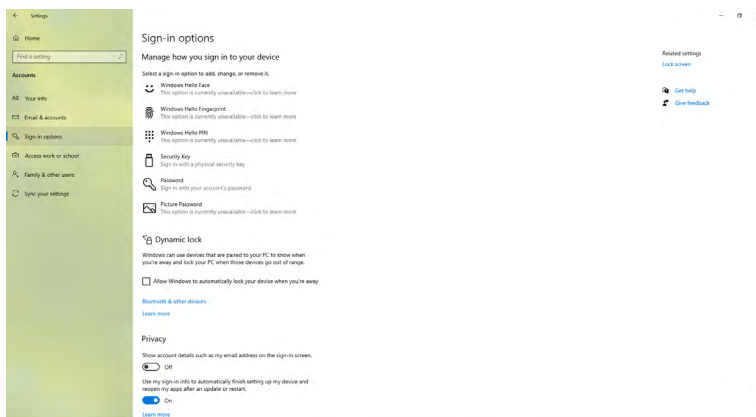 Settings
Home
Find a setting
Accounts
Your info
Email & accounts
Sign-in options
Access work or school
Family & other users
Sync your settings
Sign-in options
Manage how you sign in to your device
Select a sign-in option to add, change, or remove it.
Windows Hello Face
This option is currently unavailable—click to learn more
Windows Hello Fingerprint
This option is currently unavailable—click to learn more
Windows Hello PIN
This option is currently unavailable—click to learn more
Security Key
Sign in with a physical security key
Password
Sign in with your account's password
Picture Password
This option is currently unavailable—click to learn more
Dynamic lock
Windows can use devices that are paired to your PC to know when
you're away and lock your PC when those devices go out of range.
Allow Windows to automatically lock your device when you're away
Bluetooth & other devices
Learn more
Privacy
Show account details such as my email address on the sign-in screen.
Off
Use my sign-in info to automatically finish setting up my device and
reopen my apps after an update or restart.
On
Learn more
Related settings
Lock screen
Get help
Give feedback